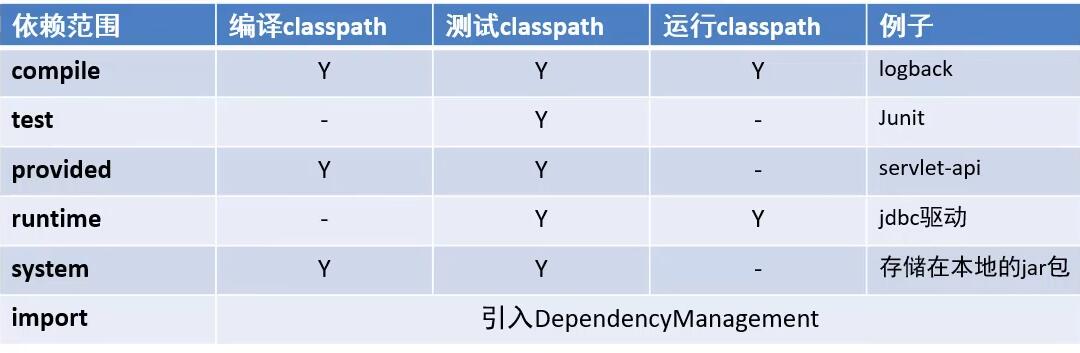 依赖范围 编译classpath 测试classpath 运行classpath 例子
compile Y Y Y logback
test - Y - Junit
provided Y Y - servlet-api
runtime - Y Y jdbc驱动
system Y Y - 存储在本地的jar包
import 引入DependencyManagement